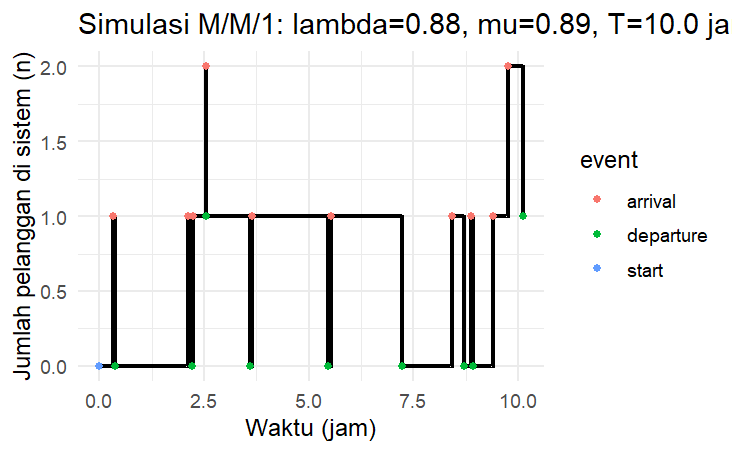 Simulasi M/M/1: lambda=0.88, mu=0.89, T=10.0 ja
Jumlah pelanggan di sistem (n)
2.0
1.5
1.0
0.5
0.0
0.0 2.5 5.0 7.5 10.0
Waktu (jam)
event
arrival
departure
start